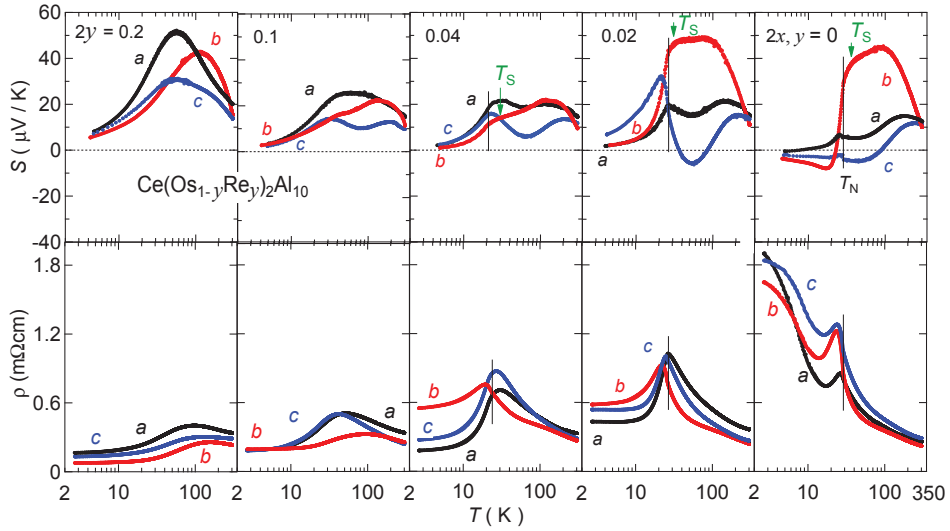 60
40
20
0
-20
-40
S ( μV / K )
2y = 0.2
a
b
c
0.1
a
b
c
0.04
T_S
a
c
b
0.02
T_S
c
b
a
2x, y = 0
T_S
b
a
c
T_N
Ce(Os1-yRey)2Al10
1.8
1.2
0.6
0
ρ (mΩcm)
a
c
b
c
a
b
b
c
a
c
b
a
c
b
a
2 10 100 2 10 100 2 10 100 2 10 100 2 10 100 350
T ( K )